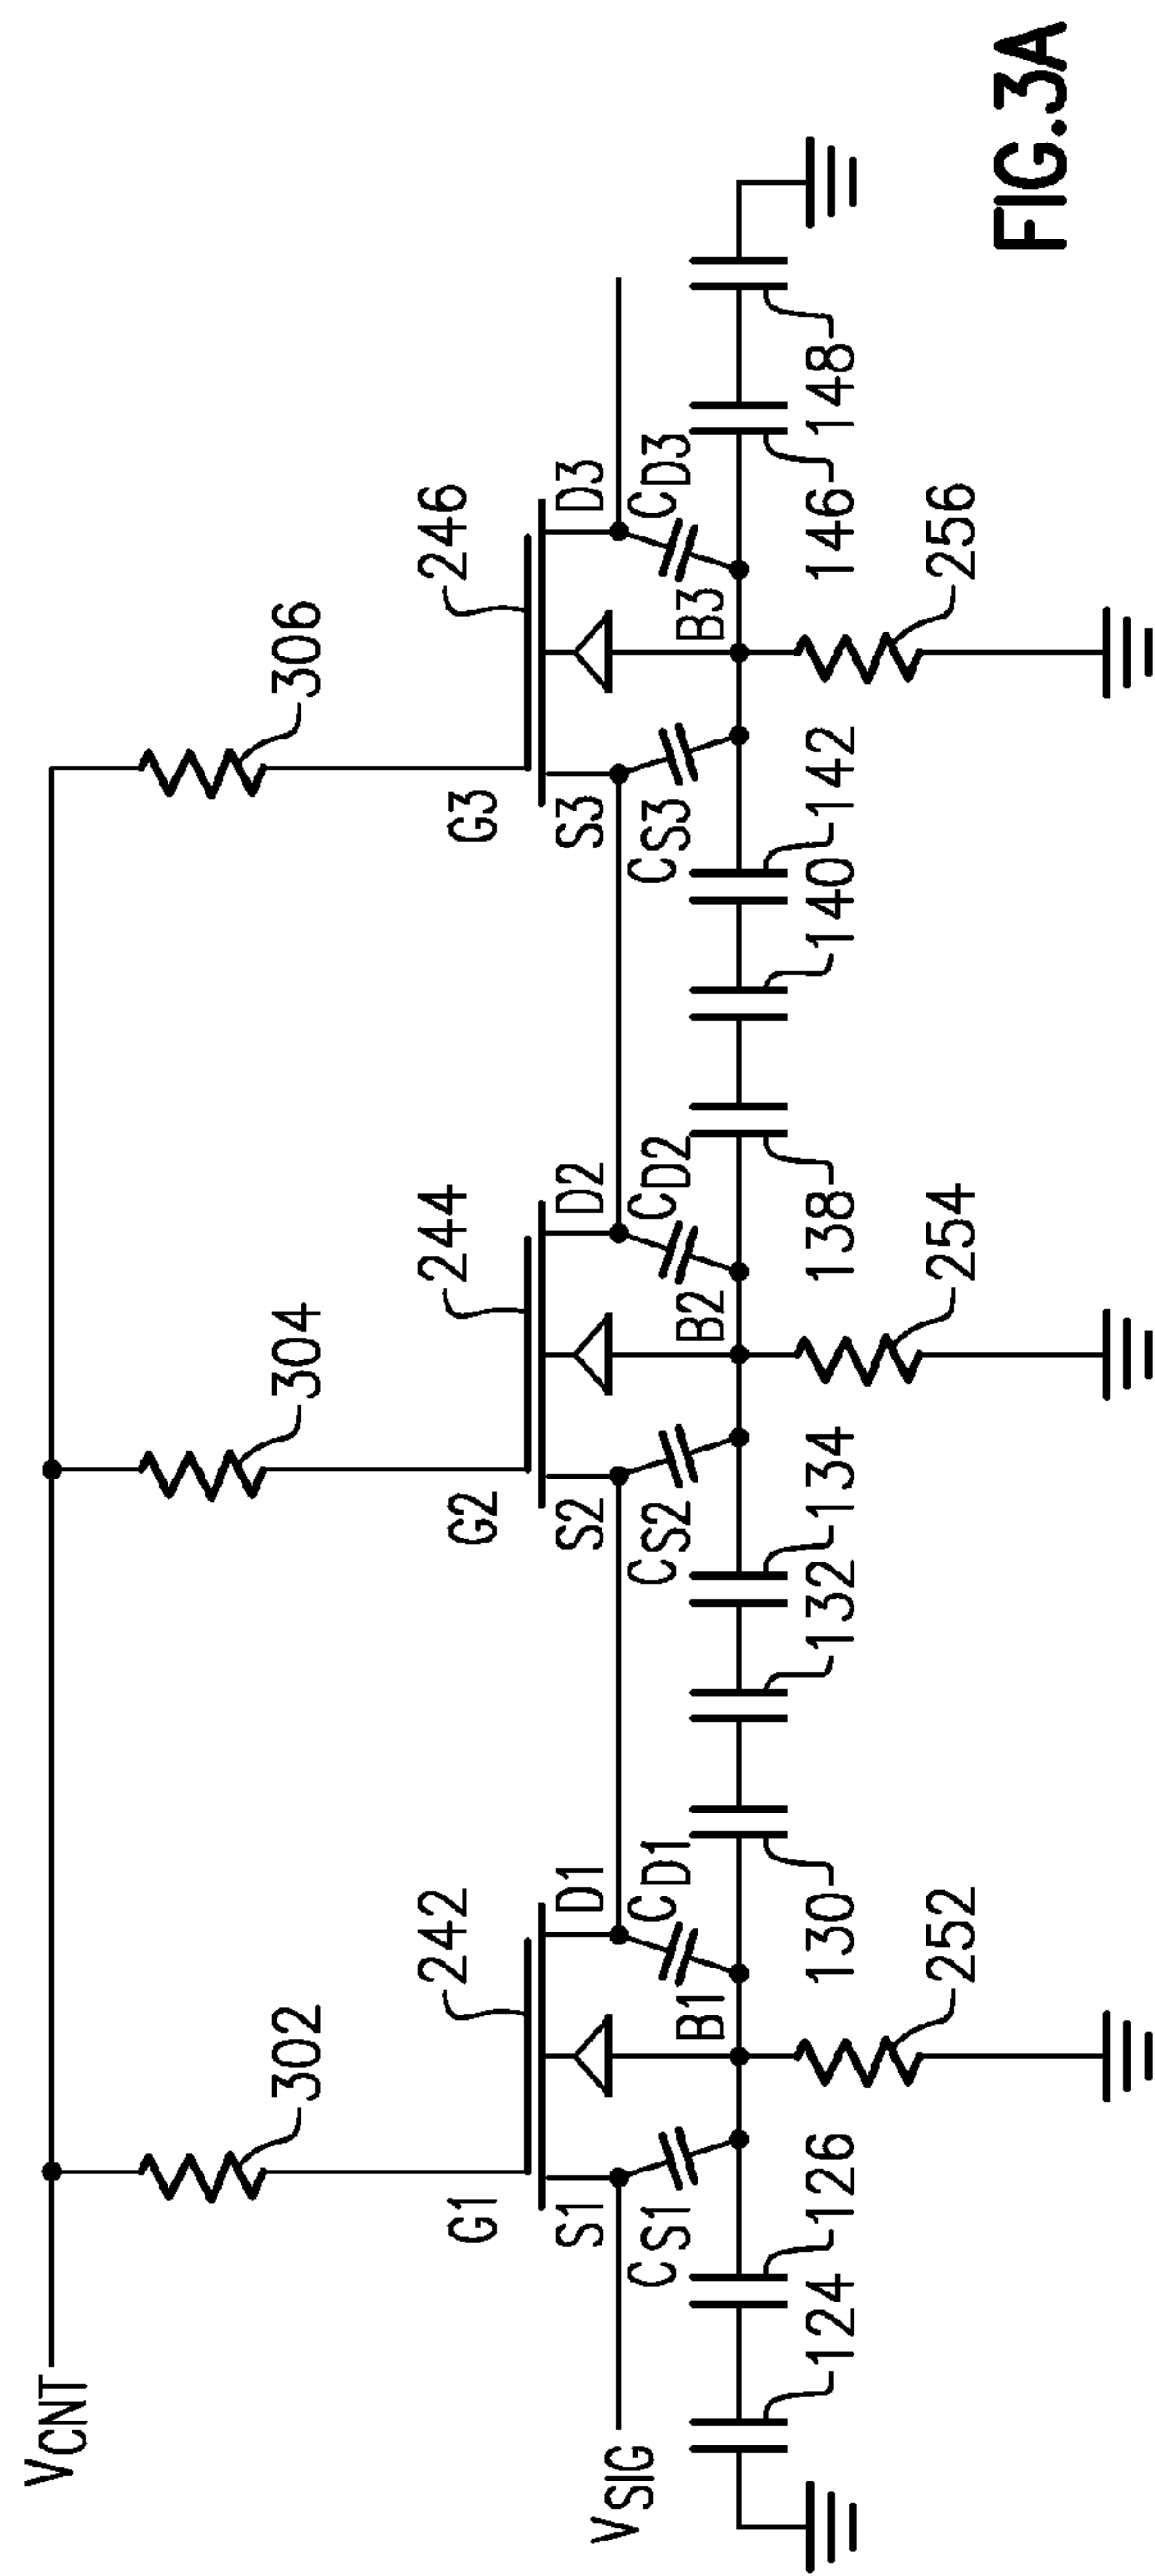 VCNT
302
304
306
242
244
246
G1
G2
G3
S1
D1
S2
D2
S3
D3
VSIG
CS1
CD1
CS2
CD2
CS3
CD3
B1
B2
B3
124
126
130
132
134
138
140
142
146
148
252
254
256
FIG.3A